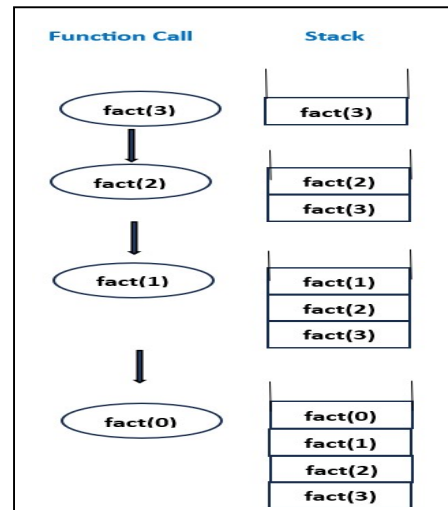 Function Call Stack
fact(3) fact(3)
fact(2) fact(2)
fact(3)
fact(1) fact(1)
fact(2)
fact(3)
fact(0) fact(0)
fact(1)
fact(2)
fact(3)